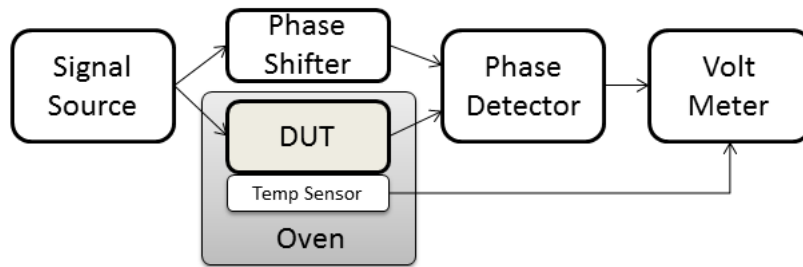 Signal
Source
Phase
Shifter
DUT
Temp Sensor
Oven
Phase
Detector
Volt
Meter